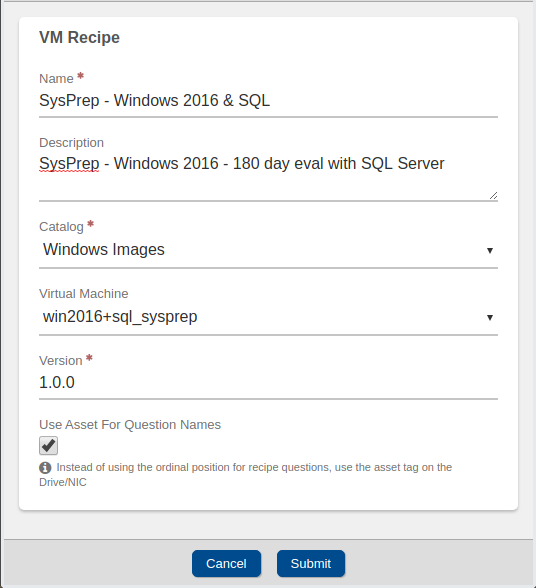 VM Recipe
Name *
SysPrep - Windows 2016 & SQL
Description
SysPrep - Windows 2016 - 180 day eval with SQL Server
Catalog *
Windows Images
Virtual Machine
win2016+sql_sysprep
Version *
1.0.0
Use Asset For Question Names
Instead of using the ordinal position for recipe questions, use the asset tag on the
Drive/NIC
Cancel Submit